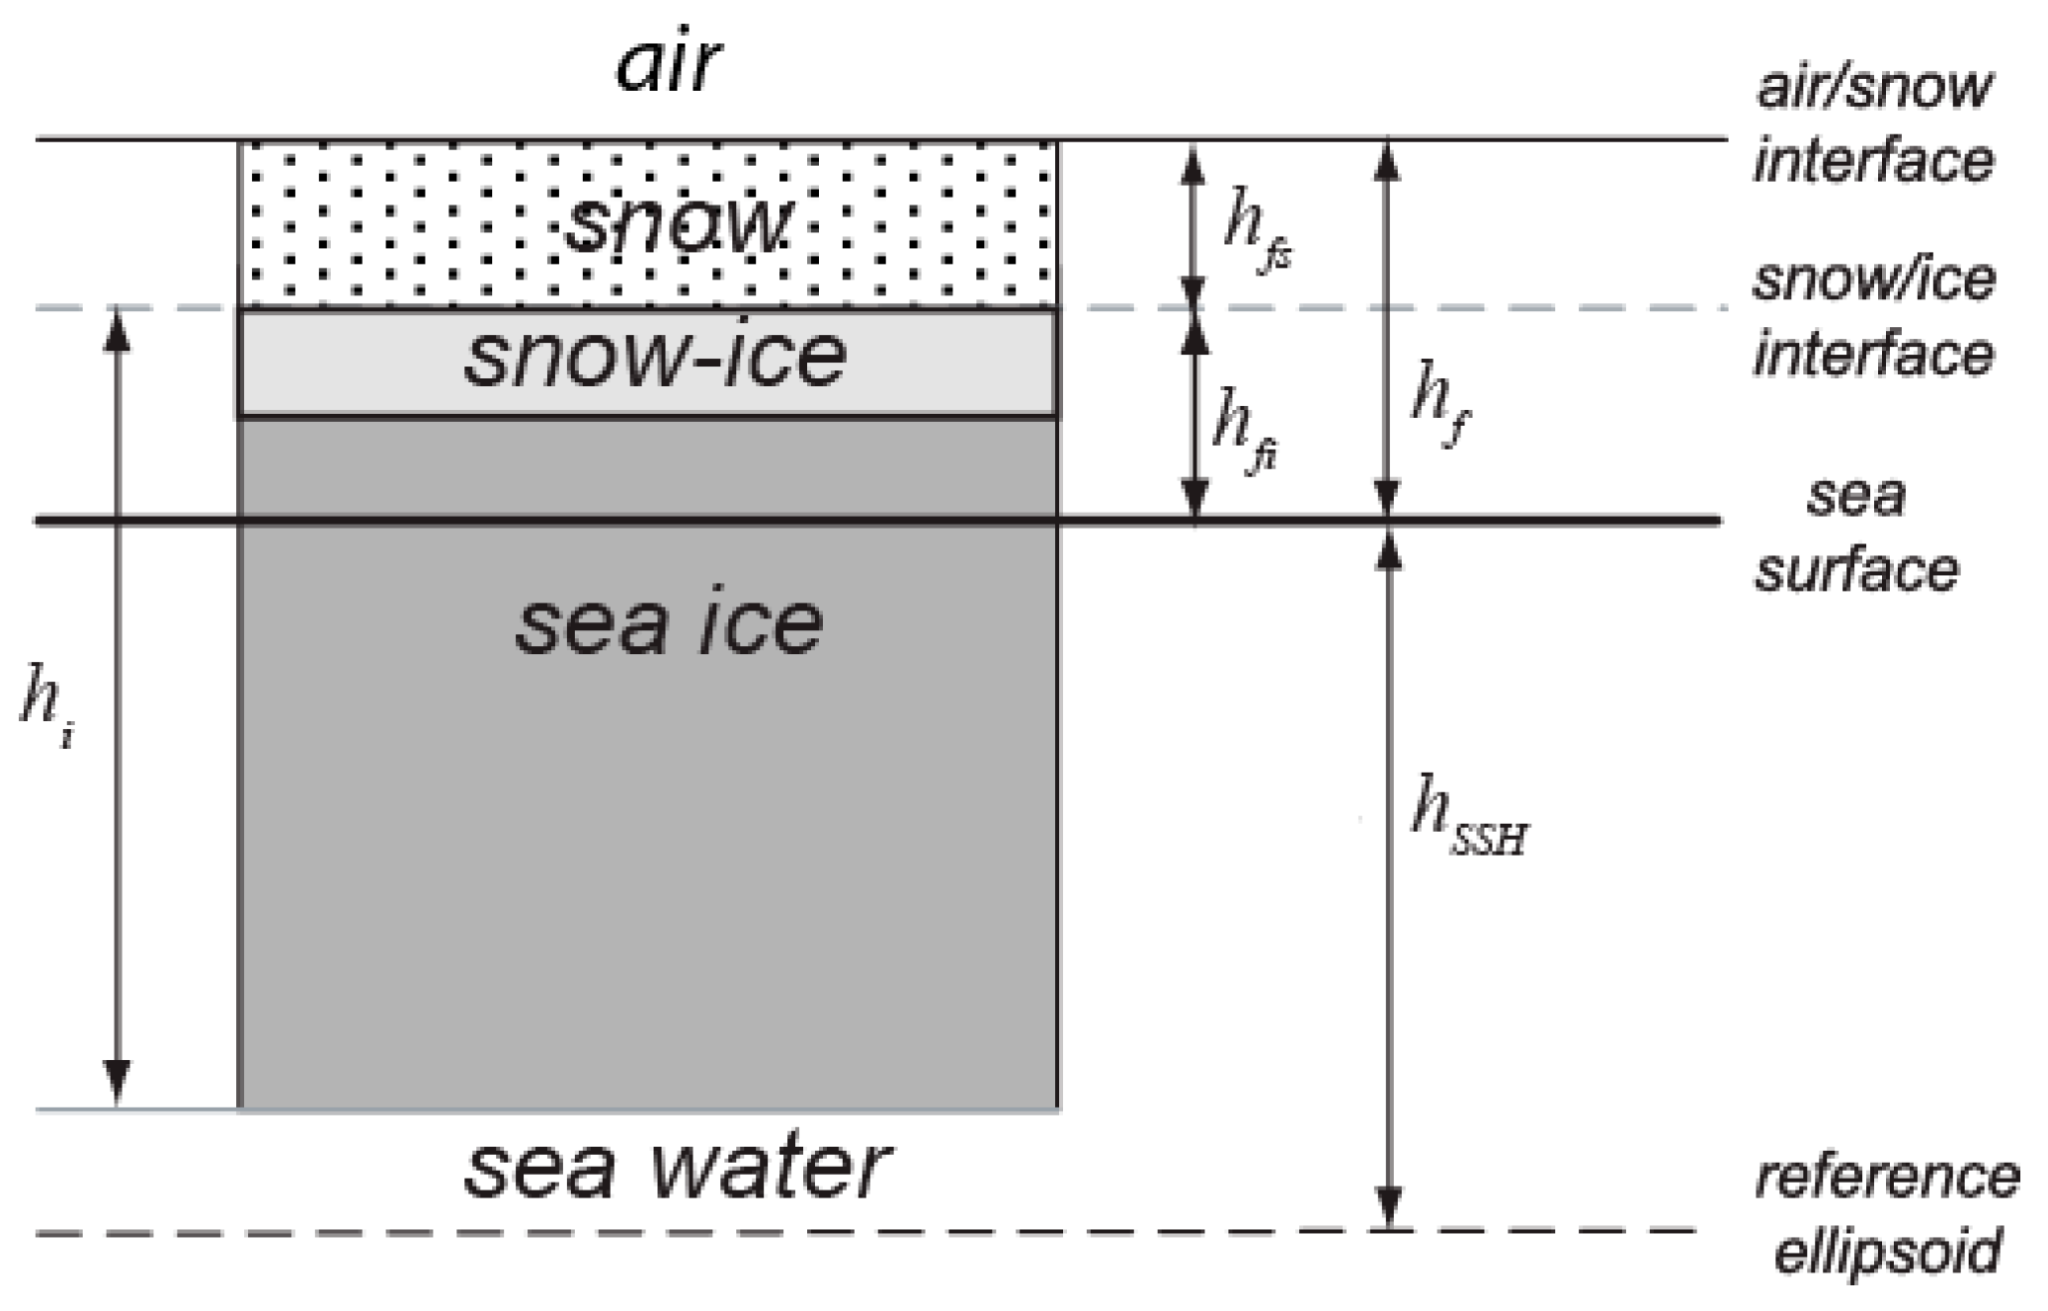 air
air/snow
interface
snow
h_fs
snow/ice
interface
snow-ice
h_fi
h_f
sea
surface
sea ice
h_i
h_SSH
sea water
reference
ellipsoid